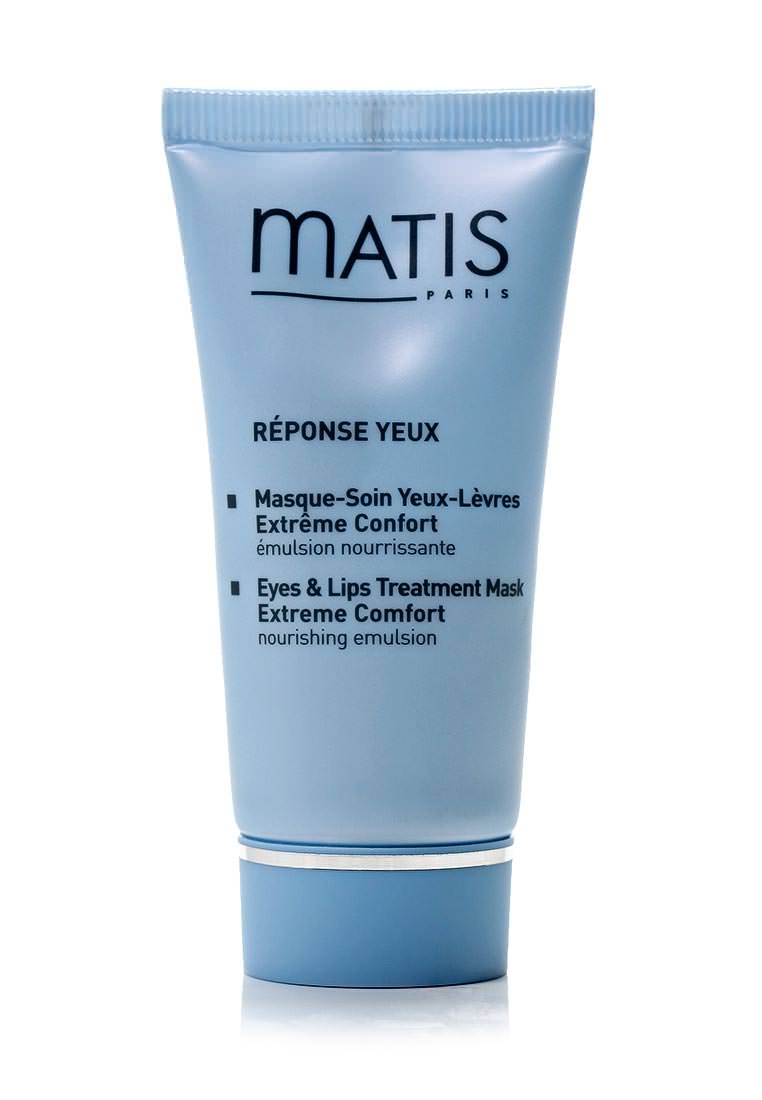 MATIS
PARIS
RÉPONSE YEUX
▪ Masque-Soin Yeux-Lèvres
Extrême Confort
émulsion nourrissante
▪ Eyes & Lips Treatment Mask
Extreme Comfort
nourishing emulsion